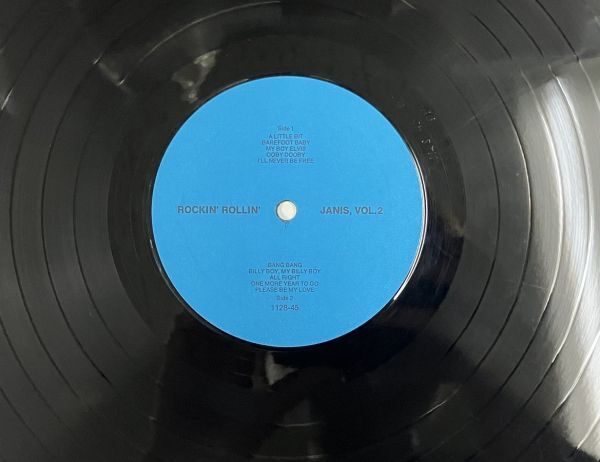 Side 1
A LITTLE BIT
BAREFOOT BABY
MY BOY ELVIS
OOBY DOOBY
I'LL NEVER BE FREE
ROCKIN' ROLLIN' JANIS, VOL.2
BANG BANG
BILLY BOY, MY BILLY BOY
ALL RIGHT
ONE MORE YEAR TO GO
PLEASE BE MY LOVE
Side 2
1128-45